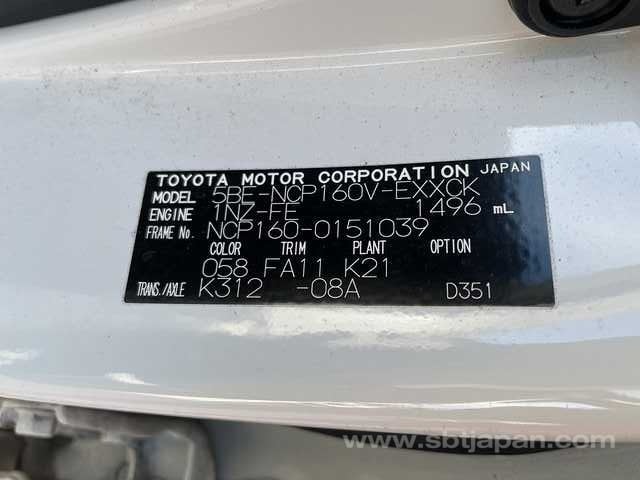 TOYOTA MOTOR CORPORATION JAPAN
MODEL 5BE-NCP160V-EXXCK
ENGINE 1NZ-FE 1496 mL
FRAME No. NCP160-0151039
COLOR TRIM PLANT OPTION
058 FA11 K21
TRANS./AXLE K312 -08A D351
www.sbtjapan.com